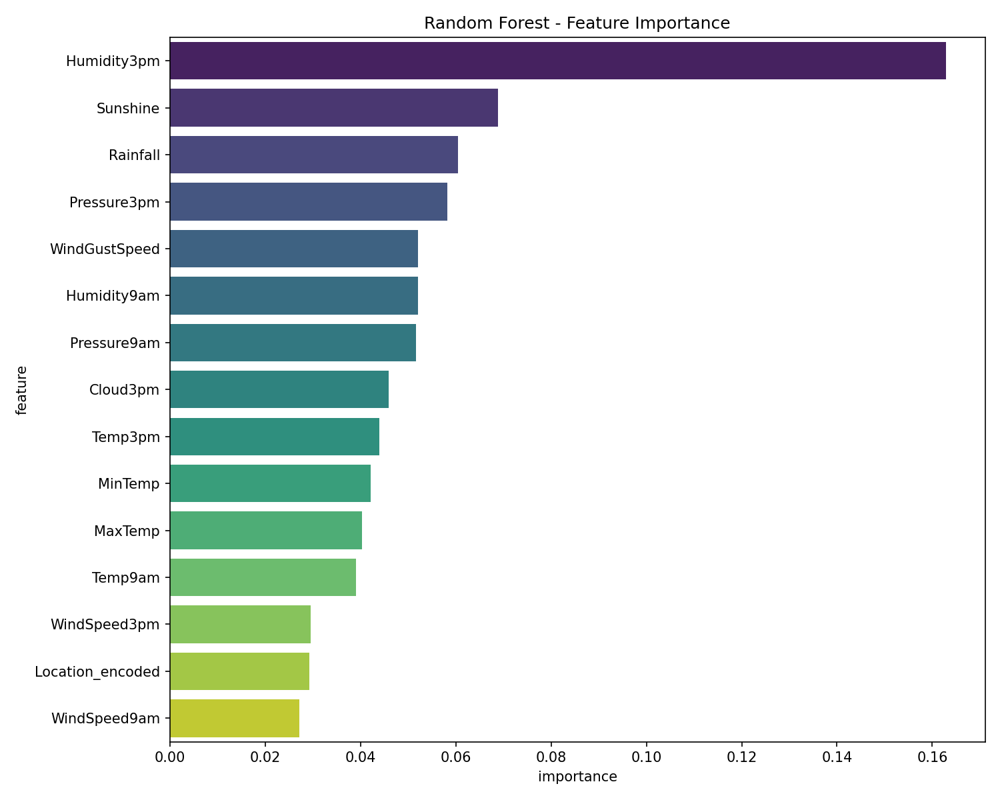 Random Forest - Feature Importance
Humidity3pm
Sunshine
Rainfall
Pressure3pm
WindGustSpeed
Humidity9am
Pressure9am
Cloud3pm
Temp3pm
MinTemp
MaxTemp
Temp9am
WindSpeed3pm
Location_encoded
WindSpeed9am
feature
0.00 0.02 0.04 0.06 0.08 0.10 0.12 0.14 0.16
importance